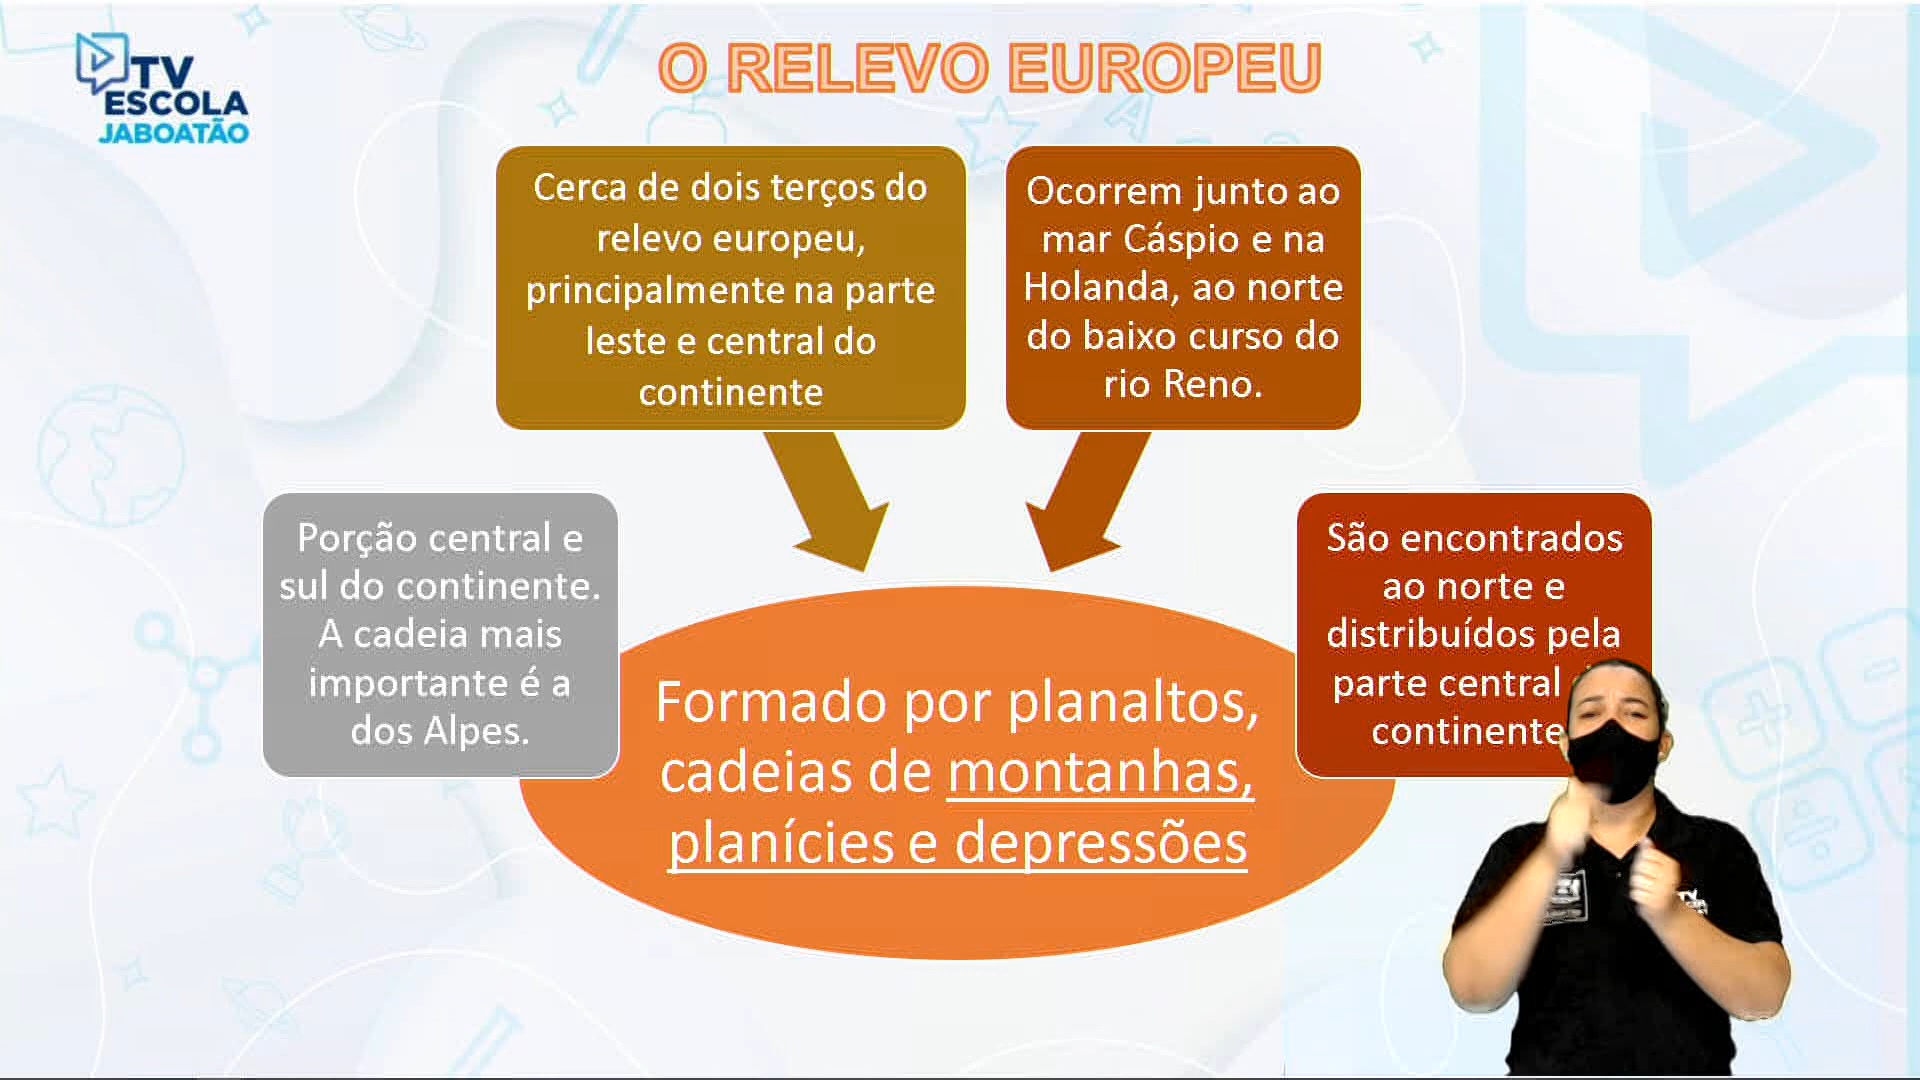 TV
ESCOLA
JABOATÃO
O RELEVO EUROPEU
Cerca de dois terços do
relevo europeu,
principalmente na parte
leste e central do
continente
Ocorrem junto ao
mar Cáspio e na
Holanda, ao norte
do baixo curso do
rio Reno.
Porção central e
sul do continente.
A cadeia mais
importante é a
dos Alpes.
São encontrados
ao norte e
distribuídos pela
parte central
continente
Formado por planaltos,
cadeias de montanhas,
planícies e depressões